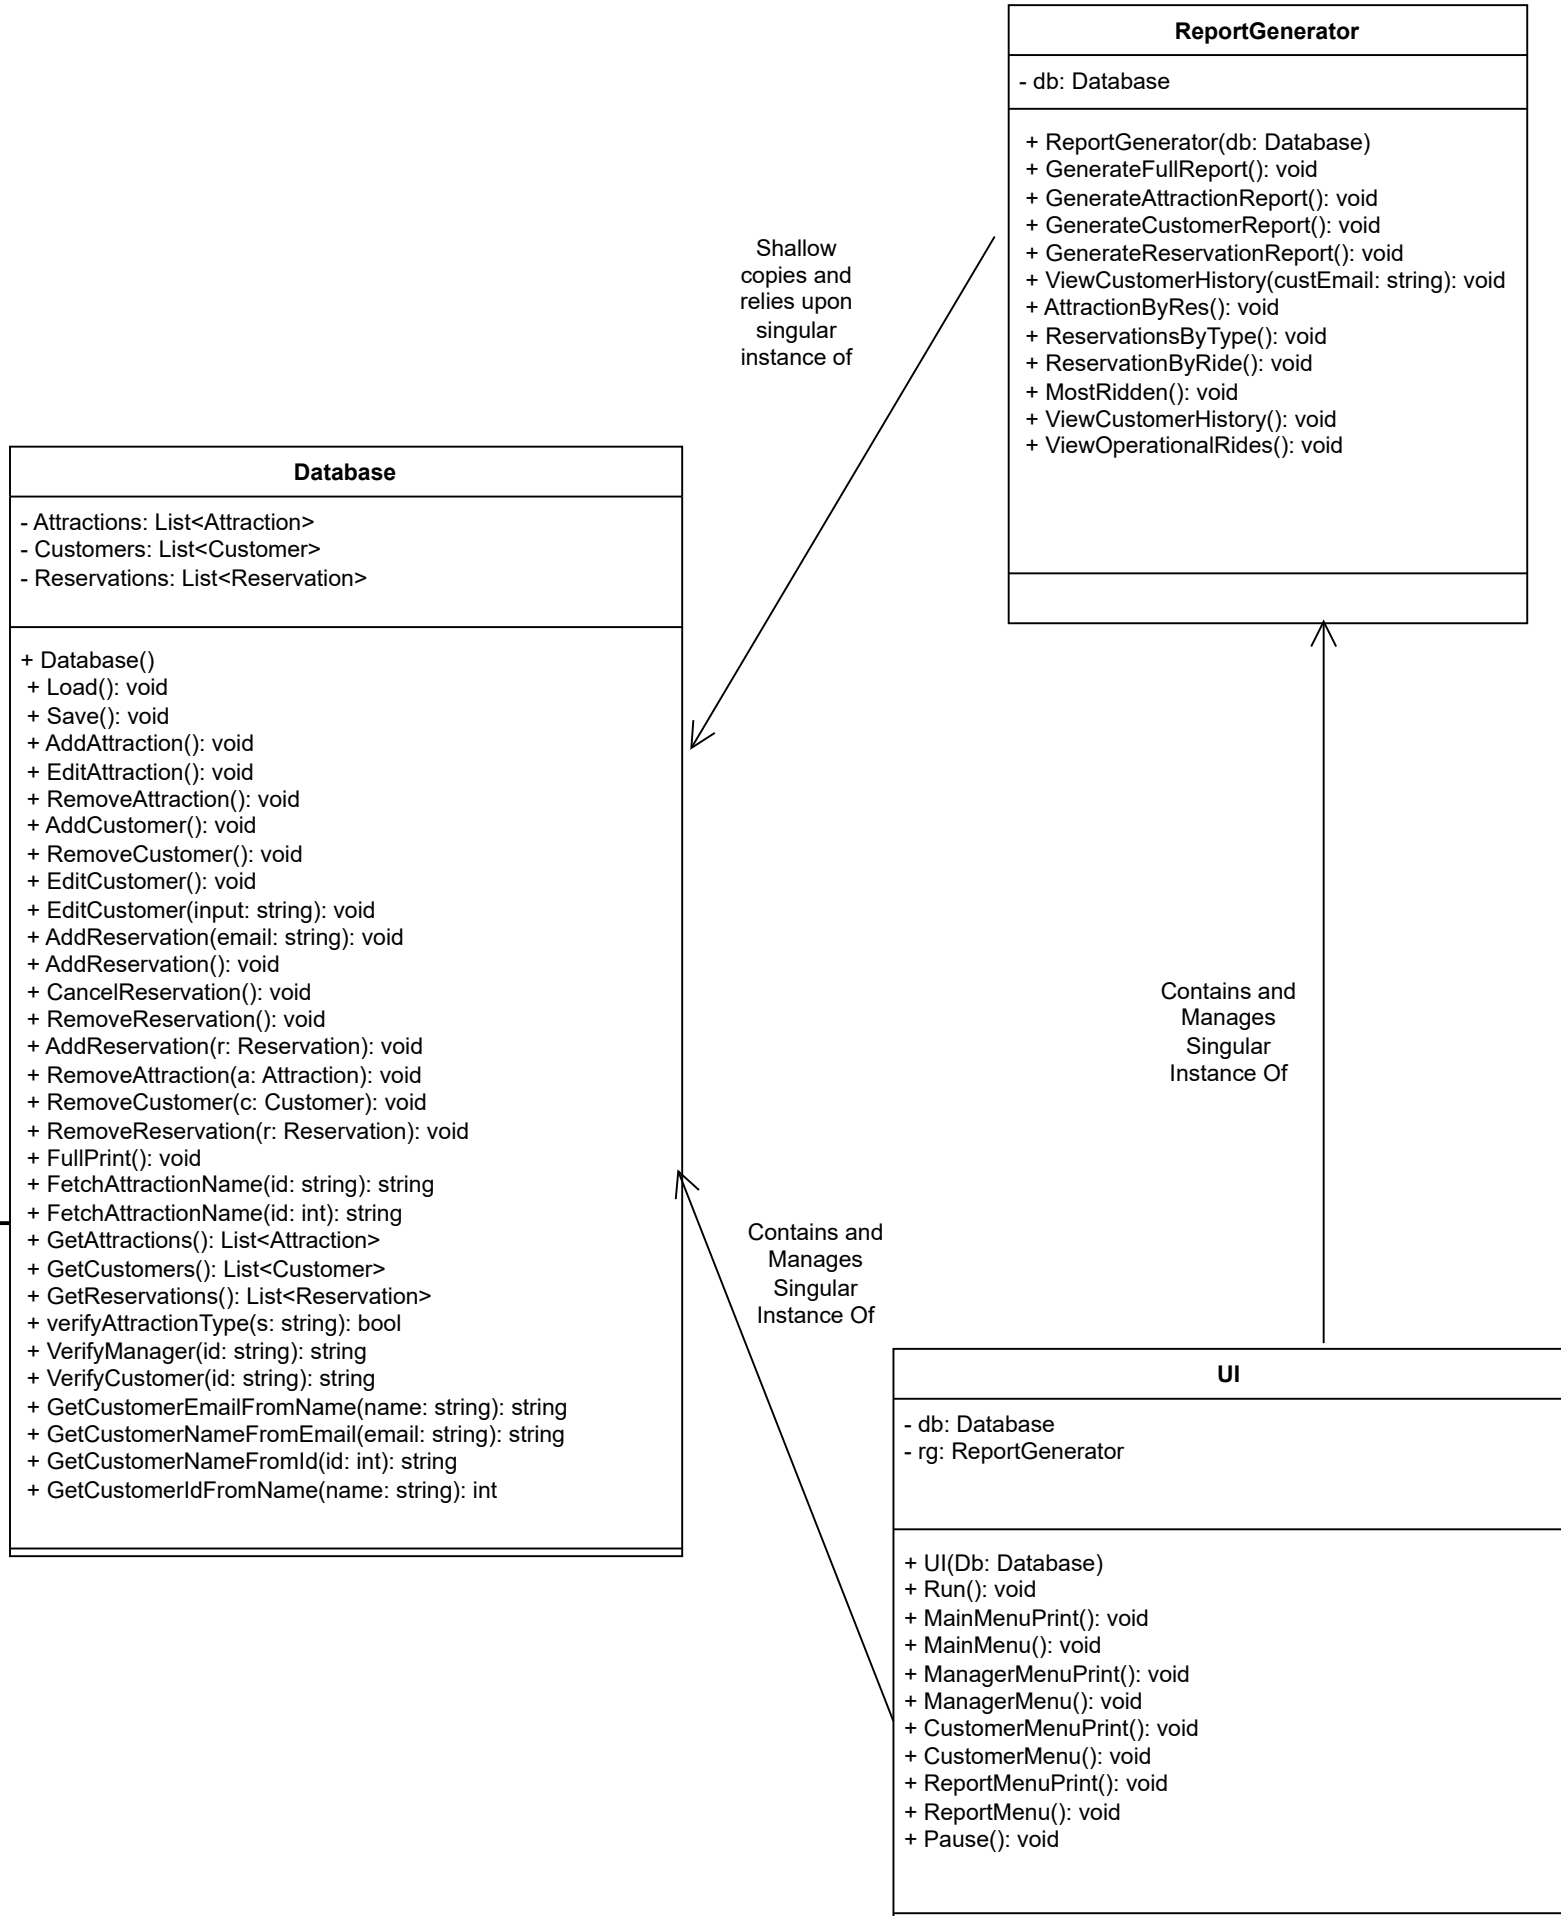 ReportGenerator
- db: Database
+ ReportGenerator(db: Database)
+ GenerateFullReport(): void
+ GenerateAttractionReport(): void
+ GenerateCustomerReport(): void
+ GenerateReservationReport(): void
+ ViewCustomerHistory(custEmail: string): void
+ AttractionByRes(): void
+ ReservationsByType(): void
+ ReservationByRide(): void
+ MostRidden(): void
+ ViewCustomerHistory(): void
+ ViewOperationalRides(): void
Shallow
copies and
relies upon
singular
instance of
Database
- Attractions: List<Attraction>
- Customers: List<Customer>
- Reservations: List<Reservation>
+ Database()
+ Load(): void
+ Save(): void
+ AddAttraction(): void
+ EditAttraction(): void
+ RemoveAttraction(): void
+ AddCustomer(): void
+ RemoveCustomer(): void
+ EditCustomer(): void
+ EditCustomer(input: string): void
+ AddReservation(email: string): void
+ AddReservation(): void
+ CancelReservation(): void
+ RemoveReservation(): void
+ AddReservation(r: Reservation): void
+ RemoveAttraction(a: Attraction): void
+ RemoveCustomer(c: Customer): void
+ RemoveReservation(r: Reservation): void
+ FullPrint(): void
+ FetchAttractionName(id: string): string
+ FetchAttractionName(id: int): string
+ GetAttractions(): List<Attraction>
+ GetCustomers(): List<Customer>
+ GetReservations(): List<Reservation>
+ verifyAttractionType(s: string): bool
+ VerifyManager(id: string): string
+ VerifyCustomer(id: string): string
+ GetCustomerEmailFromName(name: string): string
+ GetCustomerNameFromEmail(email: string): string
+ GetCustomerNameFromId(id: int): string
+ GetCustomerIdFromName(name: string): int
Contains and
Manages
Singular
Instance Of
Contains and
Manages
Singular
Instance Of
UI
- db: Database
- rg: ReportGenerator
+ UI(Db: Database)
+ Run(): void
+ MainMenuPrint(): void
+ MainMenu(): void
+ ManagerMenuPrint(): void
+ ManagerMenu(): void
+ CustomerMenuPrint(): void
+ CustomerMenu(): void
+ ReportMenuPrint(): void
+ ReportMenu(): void
+ Pause(): void